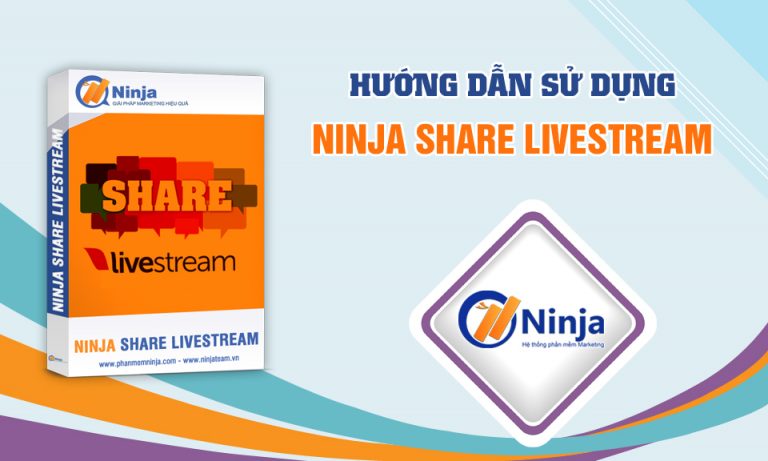 HƯỚNG DẪN SỬ DỤNG
NINJA SHARE LIVESTREAM
Ninja
GIẢI PHÁP MARKETING HIỆU QUẢ
NINJA SHARE LIVESTREAM
SHARE
livestream
NINJA SHARE LIVESTREAM
www.phanmemninja.com - www.ninjateam.vn
Ninja
Hệ thống phần mềm Marketing